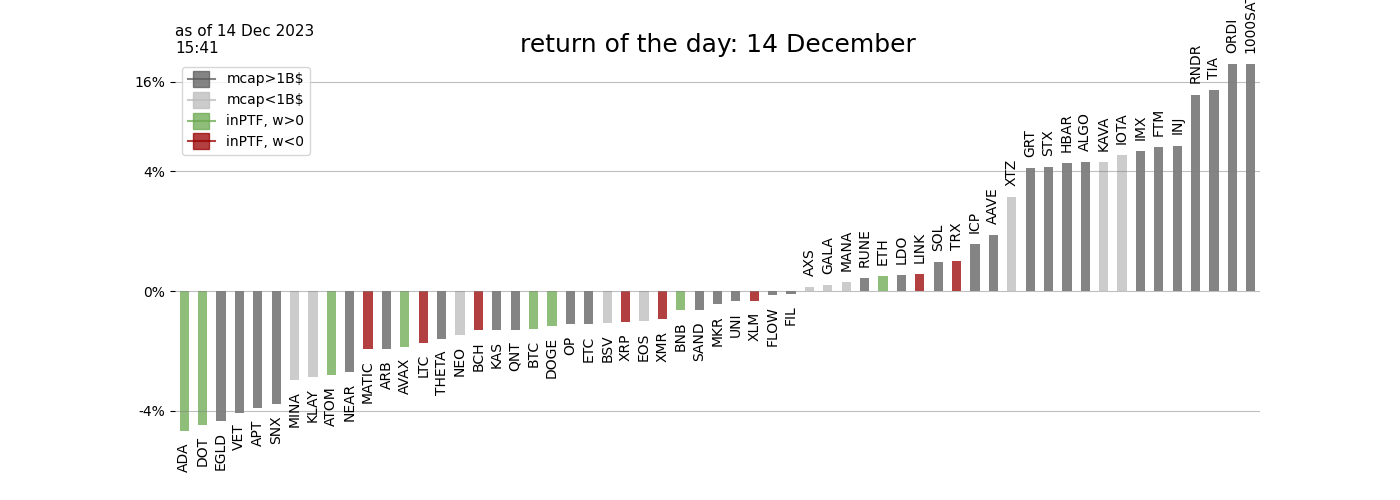 as of 14 Dec 2023
15:41
return of the day: 14 December
mcap>1B$
mcap<1B$
inPTF, w>0
inPTF, w<0
16%
4%
0%
-4%
ADA
DOT
EGLD
VET
APT
SNX
MINA
KLAY
ATOM
NEAR
MATIC
ARB
AVAX
LTC
THETA
NEO
BCH
KAS
QNT
BTC
DOGE
OP
ETC
BSV
XRP
EOS
XMR
BNB
SAND
MKR
UNI
XLM
FLOW
FIL
AXS
GALA
MANA
RUNE
ETH
LDO
LINK
SOL
TRX
ICP
AAVE
XTZ
GRT
STX
HBAR
ALGO
KAVA
IOTA
IMX
FTM
INJ
RNDR
TIA
ORDI